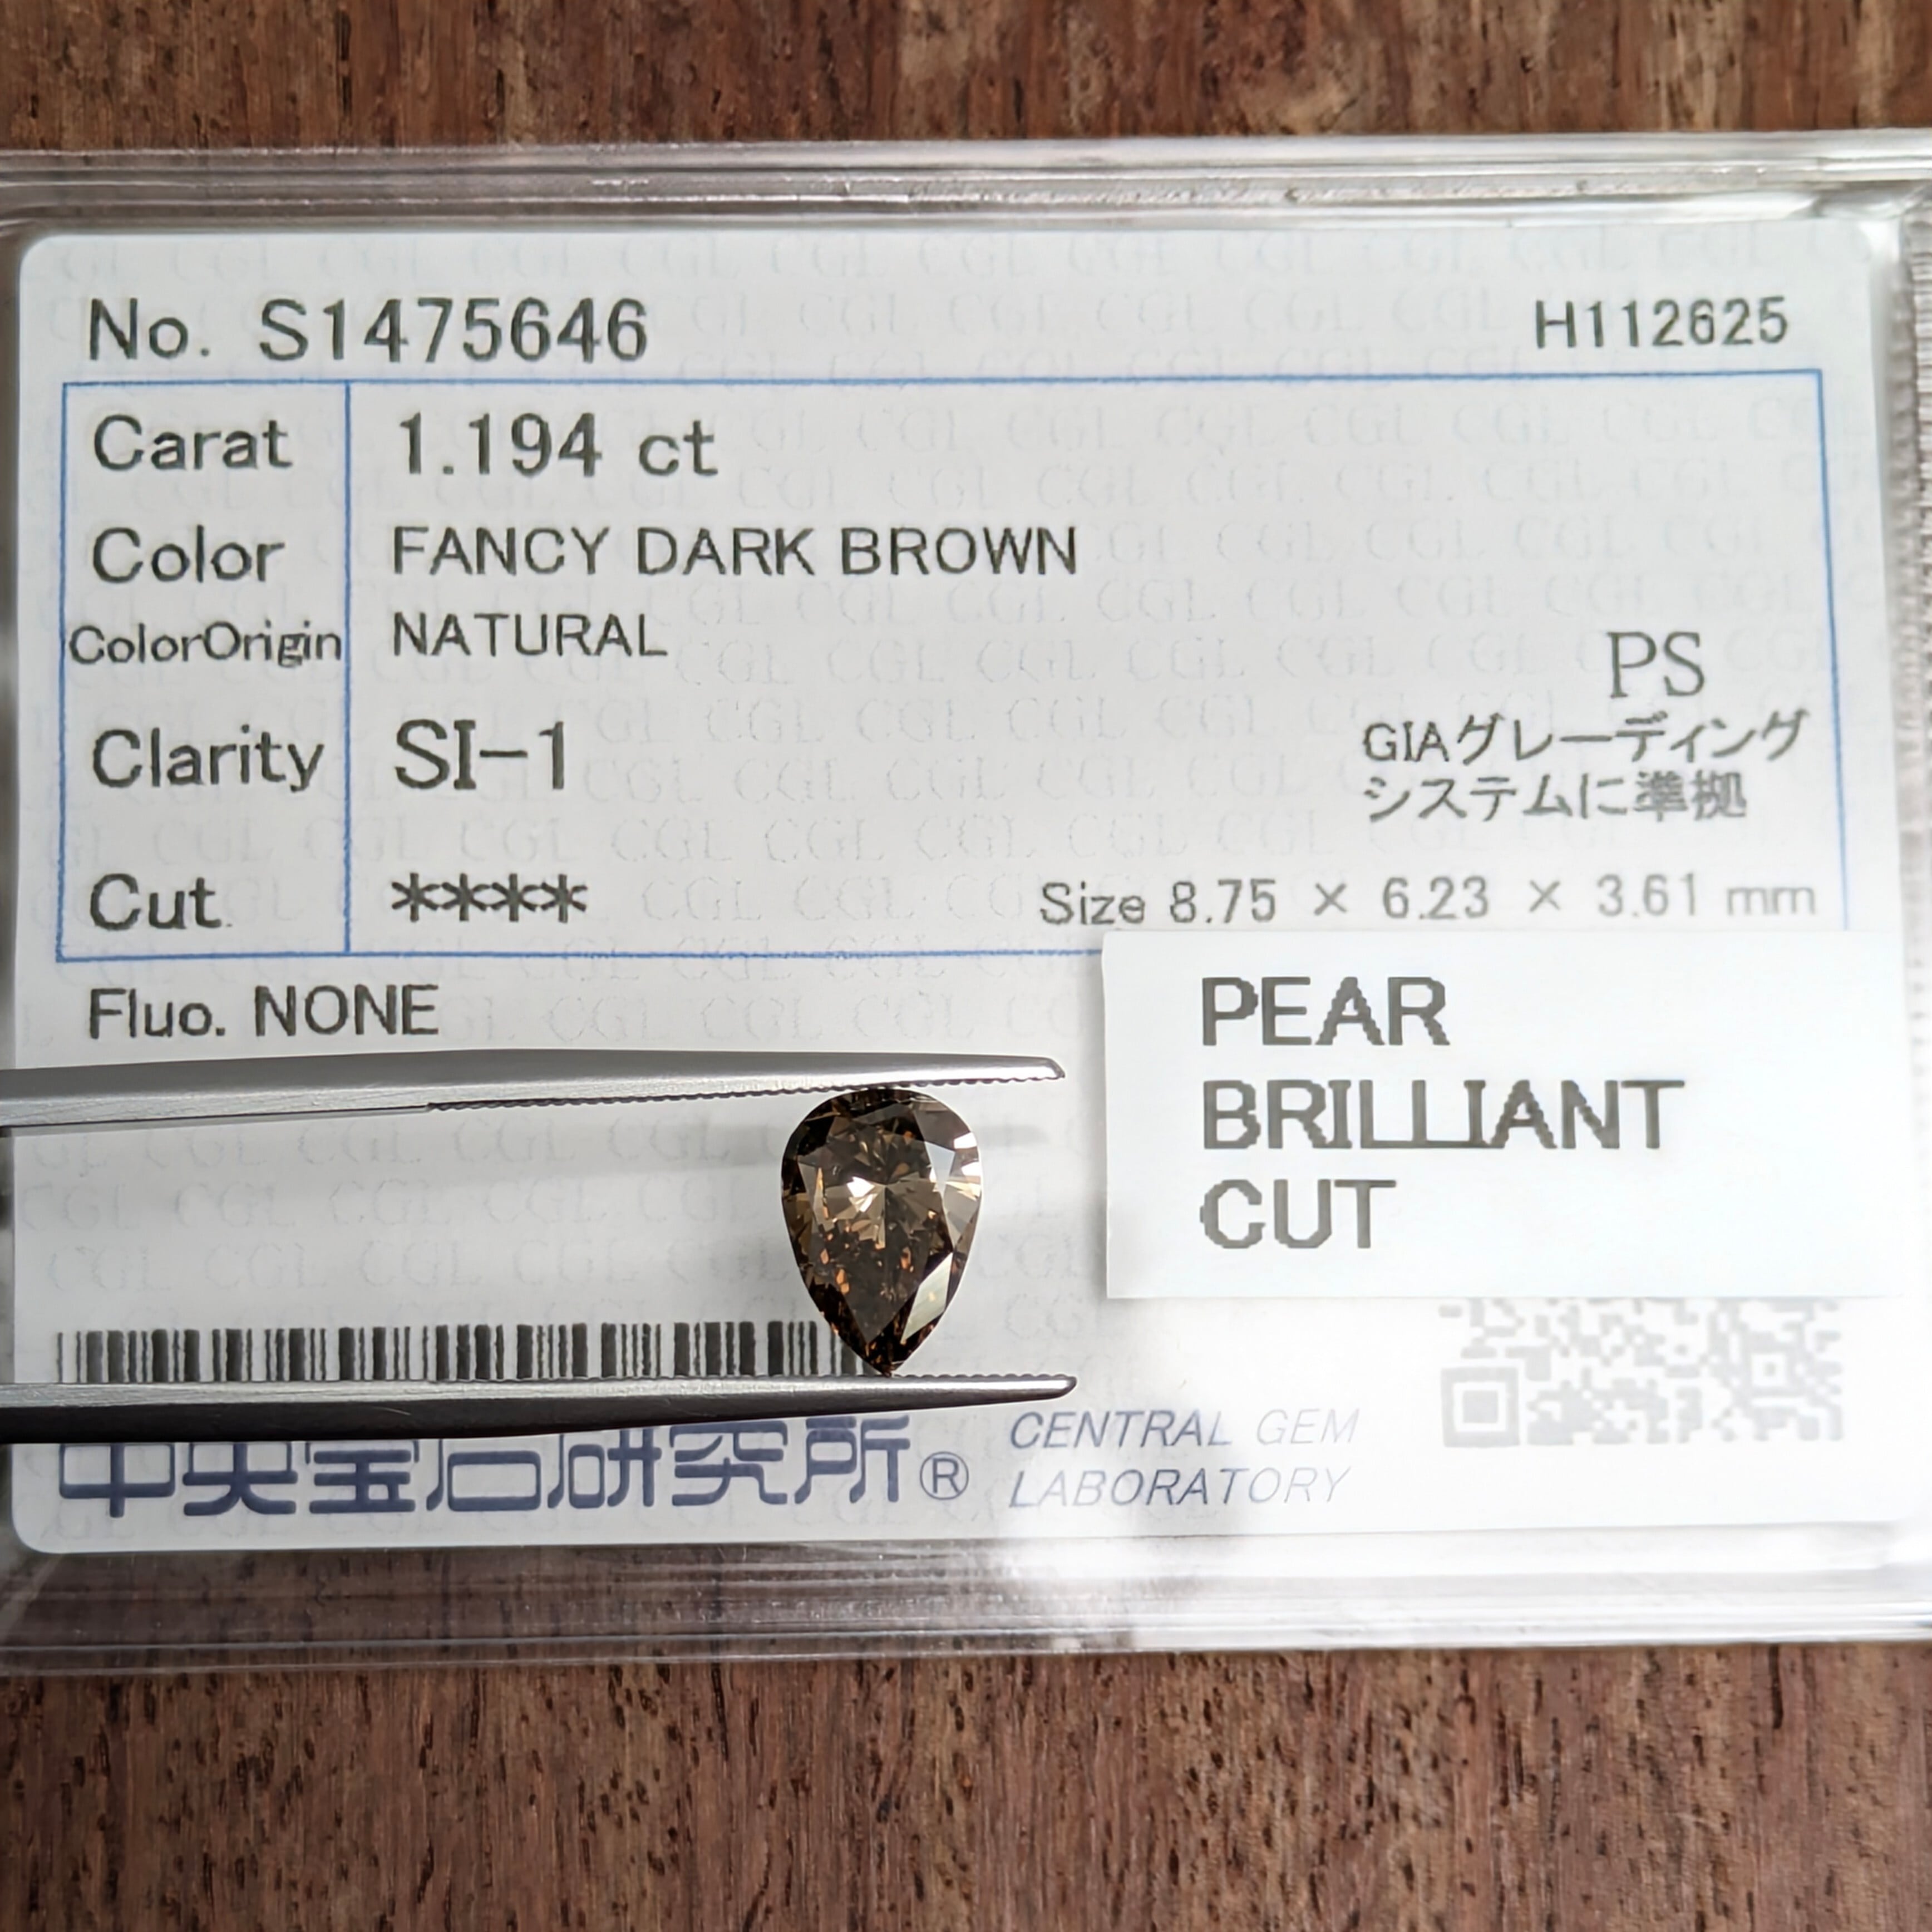 No. S1475646
H112625
Carat 1.194 ct
Color FANCY DARK BROWN
ColorOrigin NATURAL
PS
Clarity SI-1
GIAグレーディング
システムに準拠
Cut ****
Size 8.75 × 6.23 × 3.61 mm
Fluo. NONE
PEAR
BRILLIANT
CUT
中央宝石研究所®
CENTRAL GEM
LABORATORY